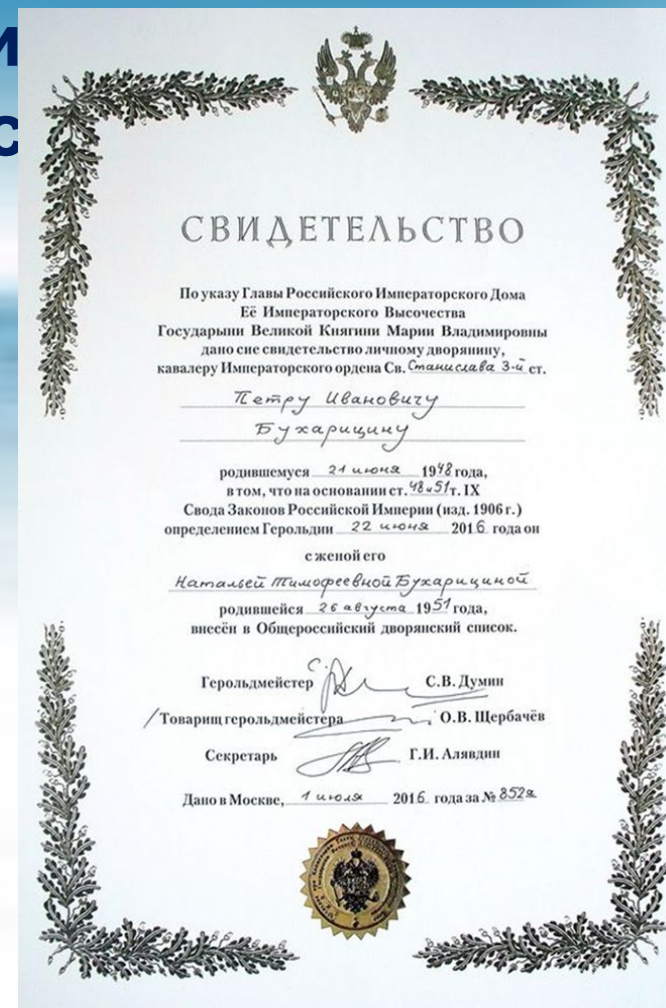 и
с
СВИДЕТЕЛЬСТВО
По указу Главы Российского Императорского Дома
Её Императорского Высочества
Государыни Великой Княгини Марии Владимировны
дано сие свидетельство личному дворянину,
кавалеру Императорского ордена Св. Станислава 3-й ст.
Петру Ивановичу
Бухарицину
родившемуся 21 июня 1948 года,
в том, что на основании ст. 48 и 51 т. IX
Свода Законов Российской Империи (изд. 1906 г.)
определением Герольдии 22 июня 2016 года он
с женой его
Натальей Тимофеевной Бухарициной
родившейся 26 августа 1951 года,
внесён в Общероссийский дворянский список.
Герольдмейстер С.В. Думин
/Товарищ герольдмейстера О.В. Щербачёв
Секретарь Г.И. Алявдин
Дано в Москве, 1 июля 2016 года за №